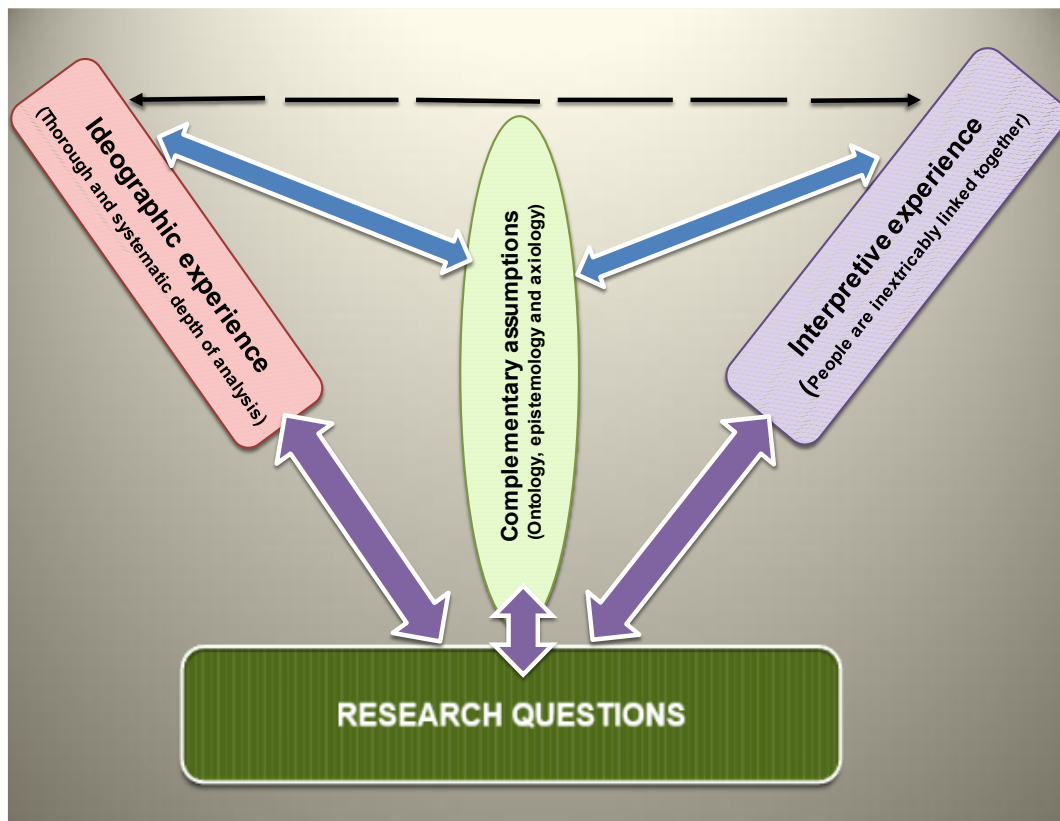 Ideographic experience
(Thorough and systematic depth of analysis)
Complementary assumptions
(Ontology, epistemology and axiology)
Interpretive experience
(People are inextricably linked together)
RESEARCH QUESTIONS